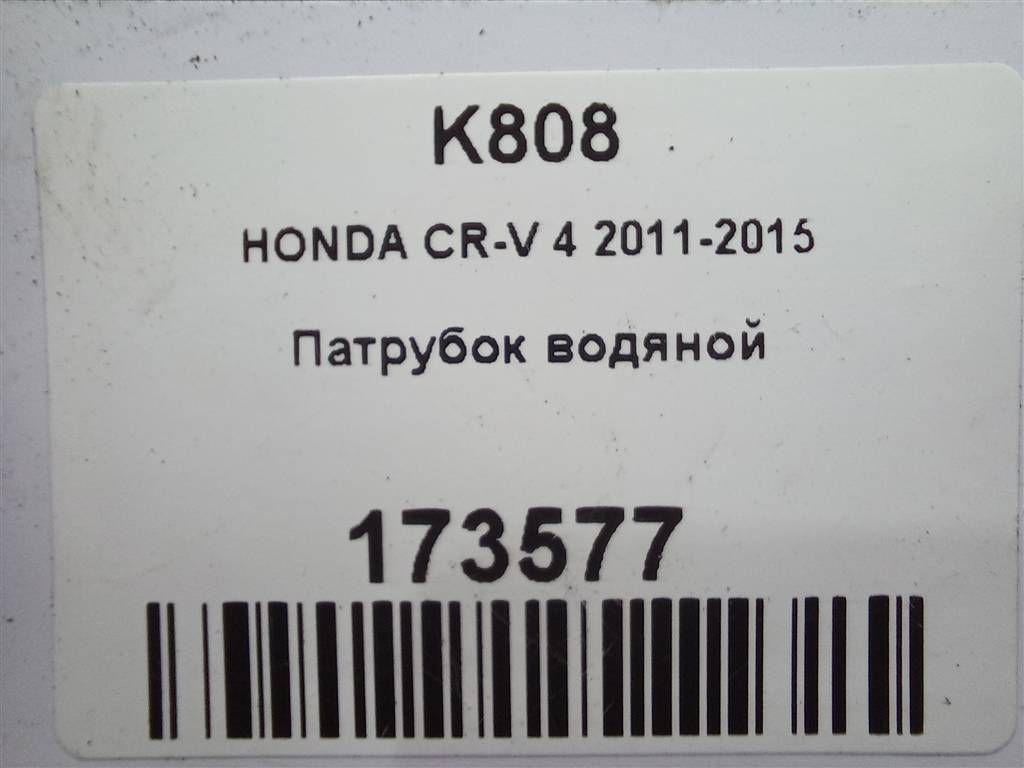 K808
HONDA CR-V 4 2011-2015
Патрубок водяной
173577